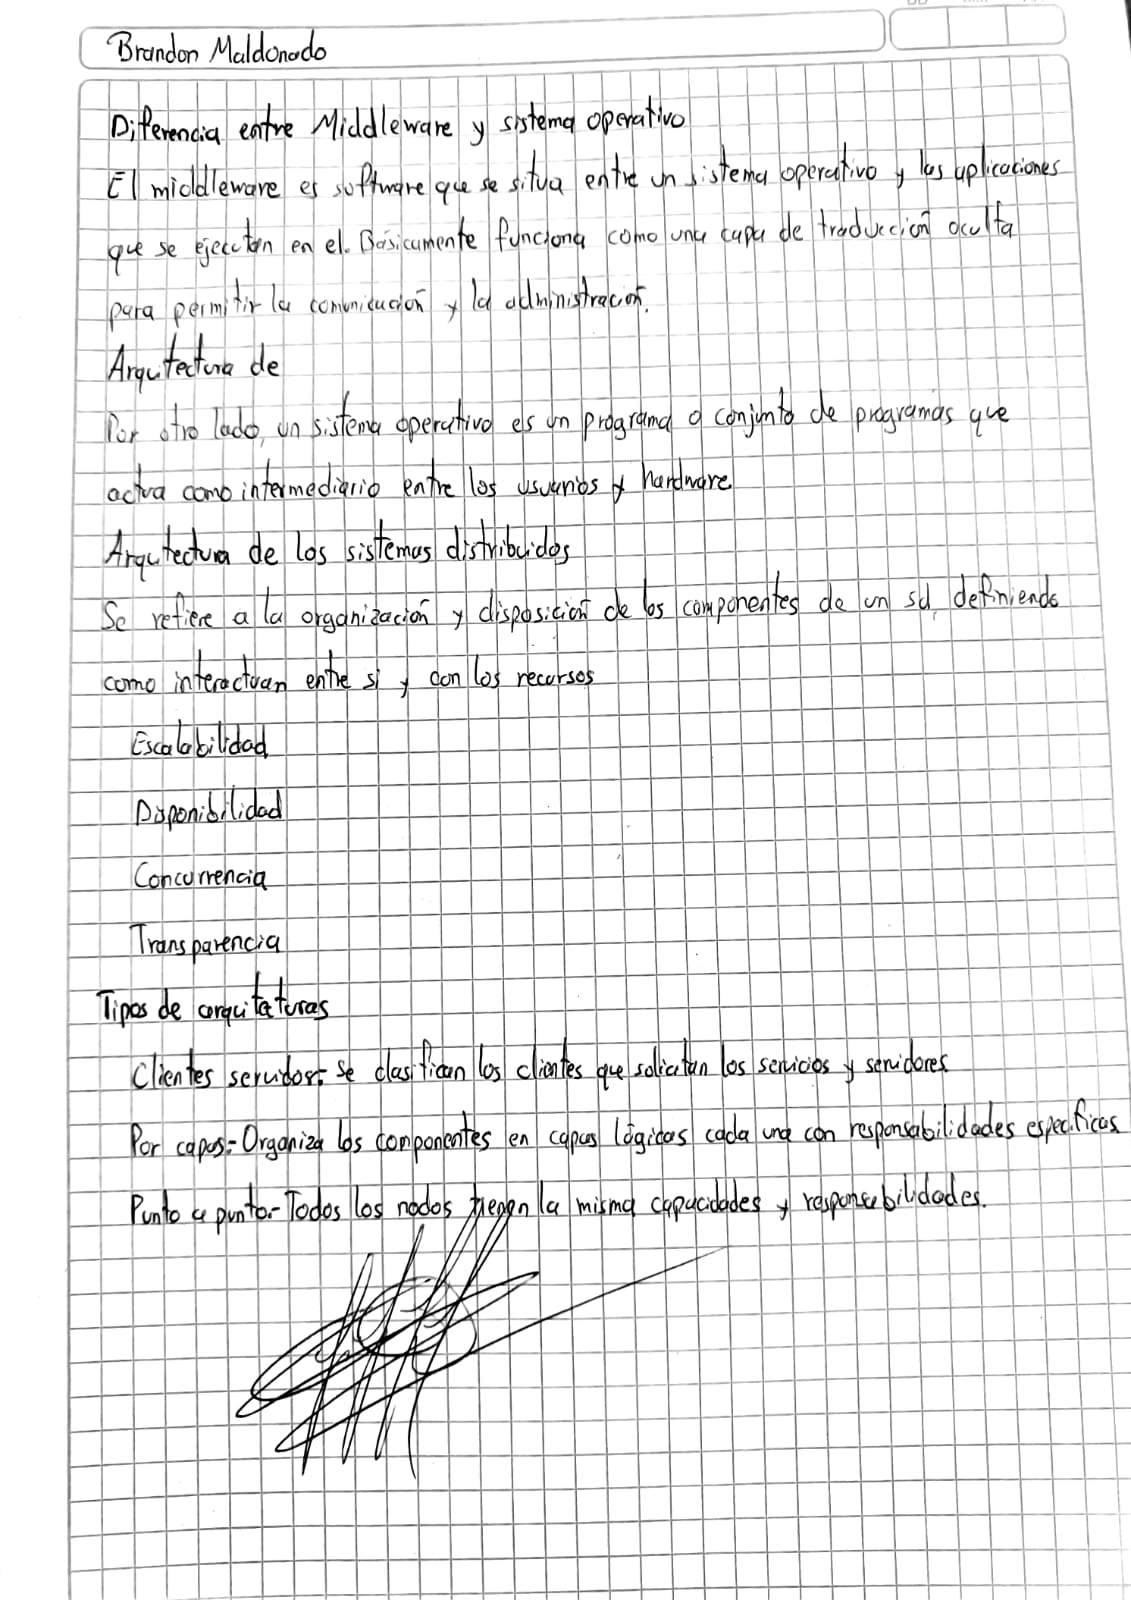 Brandon Maldonado
Diferencia entre Middleware y sistema operativo
El middleware es software que se situa entre un sistema operativo y las aplicaciones
que se ejecutan en el. Básicamente funciona como una capa de traducción oculta
para permitir la comunicación y la administración.
Arquitectura de
Por otro lado, un sistema operativo es un programa o conjunto de programas que
actua como intermediario entre los usuarios y hardware
Arquitectura de los sistemas distribuidos
Se refiere a la organización y disposición de los componentes de un sd, definiendo
como interactuan entre si y con los recursos
Escalabilidad
Disponibilidad
Concurrencia
Transparencia
Tipos de arquitaturas
Clientes servidor:- Se clasifican los clientes que solicitan los servicios y servidores
Por capas:- Organiza los componentes en capas lógicas cada una con responsabilidades especificas
Punto a punto.- Todos los nodos tienen la misma capacidades y responsabilidades.